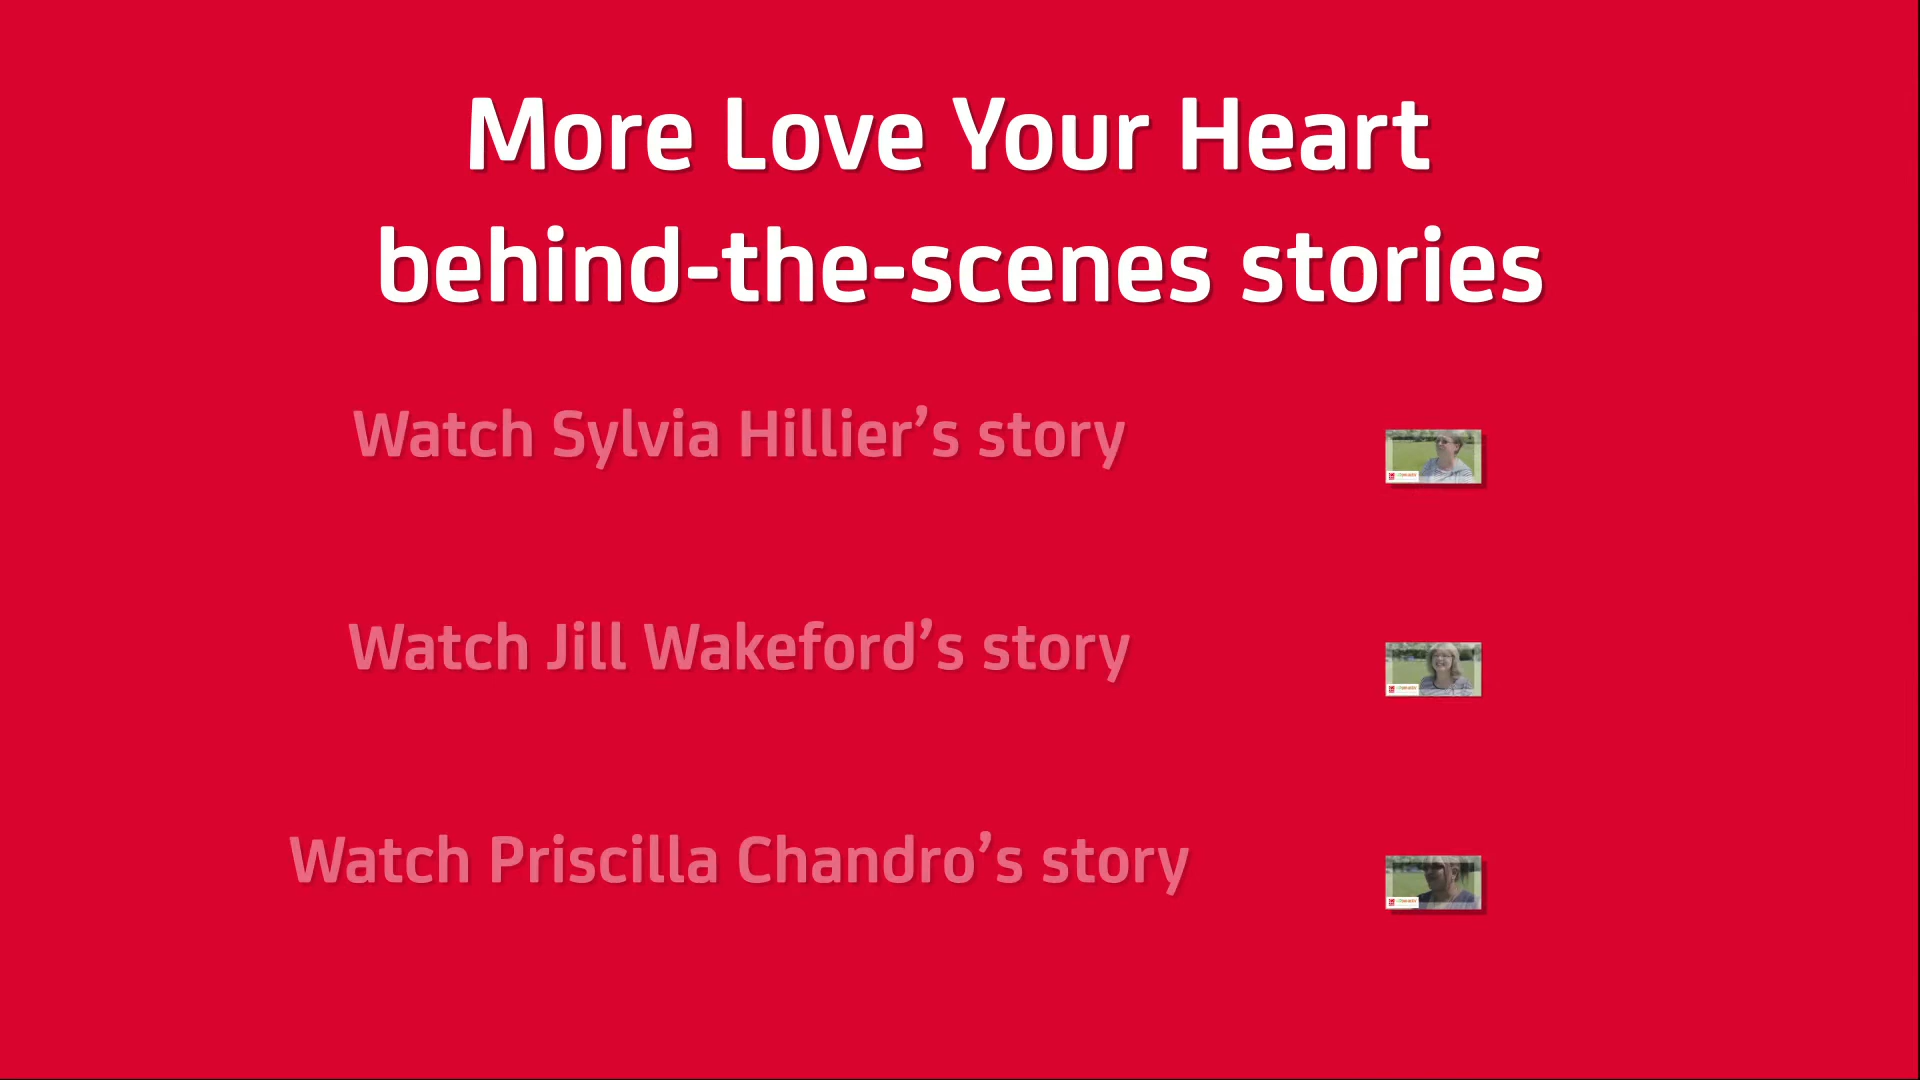 More Love Your Heart
behind-the-scenes stories
Watch Sylvia Hillier’s story
Watch Jill Wakeford’s story
Watch Priscilla Chandro’s story